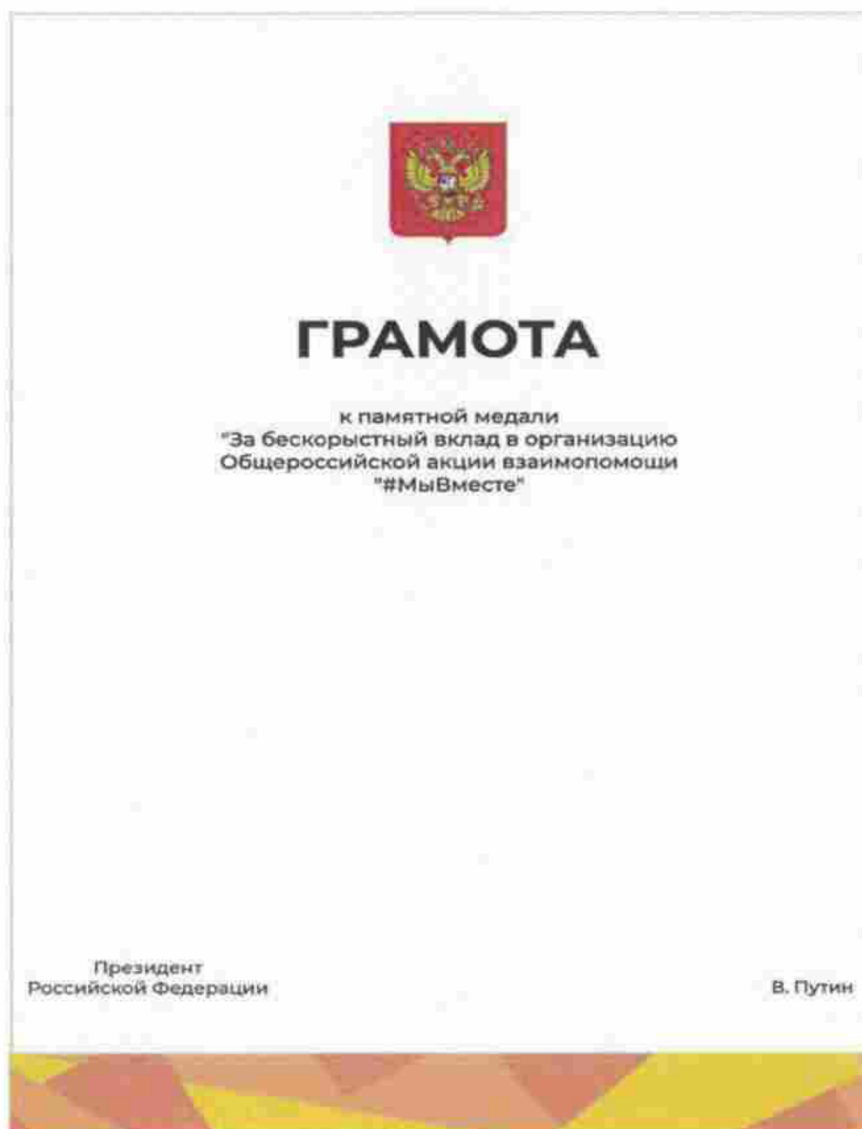 ГРАМОТА
к памятной медали
"За бескорыстный вклад в организацию
Общероссийской акции взаимопомощи
"#МыВместе"
Президент
Российской Федерации
В. Путин